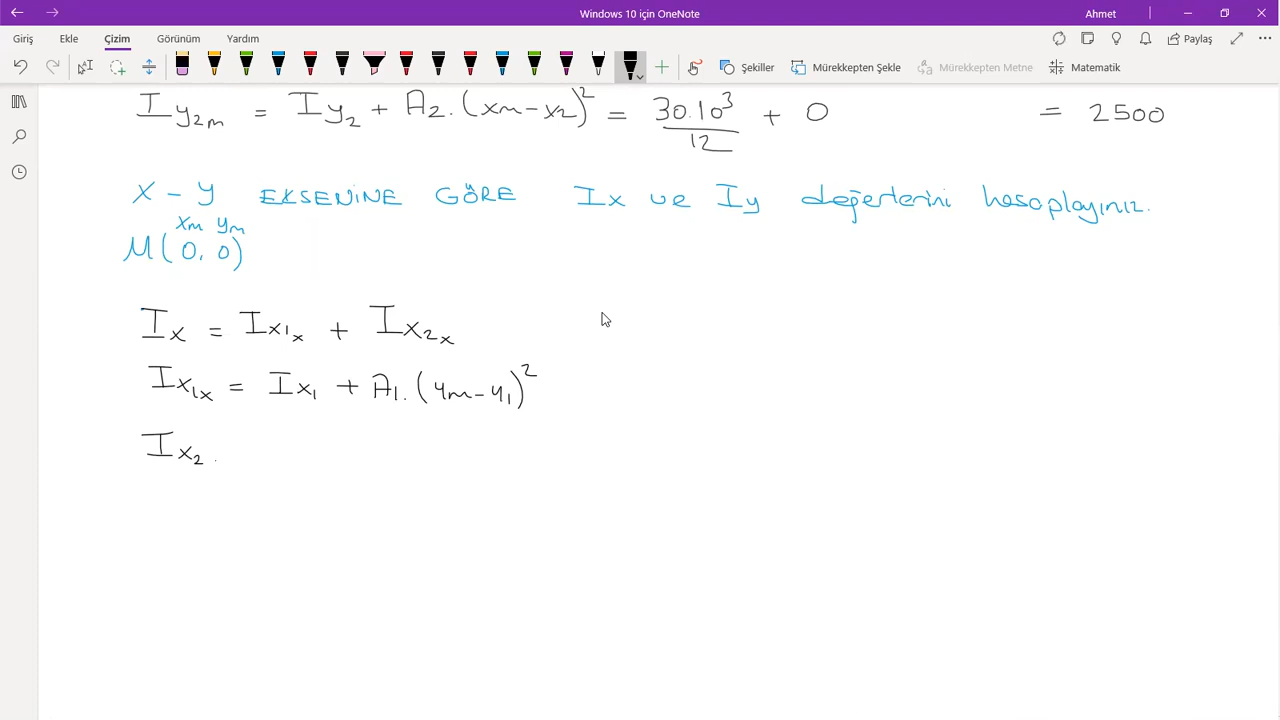 Windows 10 için OneNote
Ahmet
Giriş Ekle Çizim Görünüm Yardım
Paylaş
Şekiller Mürekkepten Şekle Mürekkepten Metne Matematik
Iy2m = Iy2 + A2.(xm-x2)² = 30.10³/12 + 0 = 2500
X - Y EKSENİNE GÖRE Ix ve Iy değerlerini hesaplayınız.
xm ym
M(0, 0)
Ix = Ix1x + Ix2x
Ix1x = Ix1 + A1.(ym-y1)²
Ix2